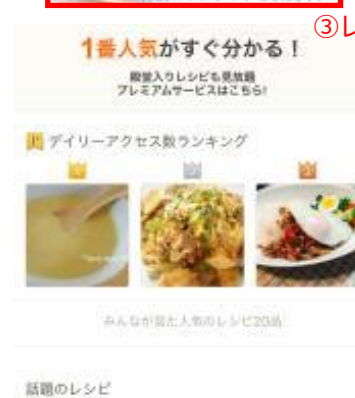 ③レ
1番人気がすぐ分かる！
殿堂入りレシピも見放題
プレミアムサービスはこちら!
デイリーアクセス数ランキング
1
2
3
みんなが見た人気のレシピ20品
話題のレシピ